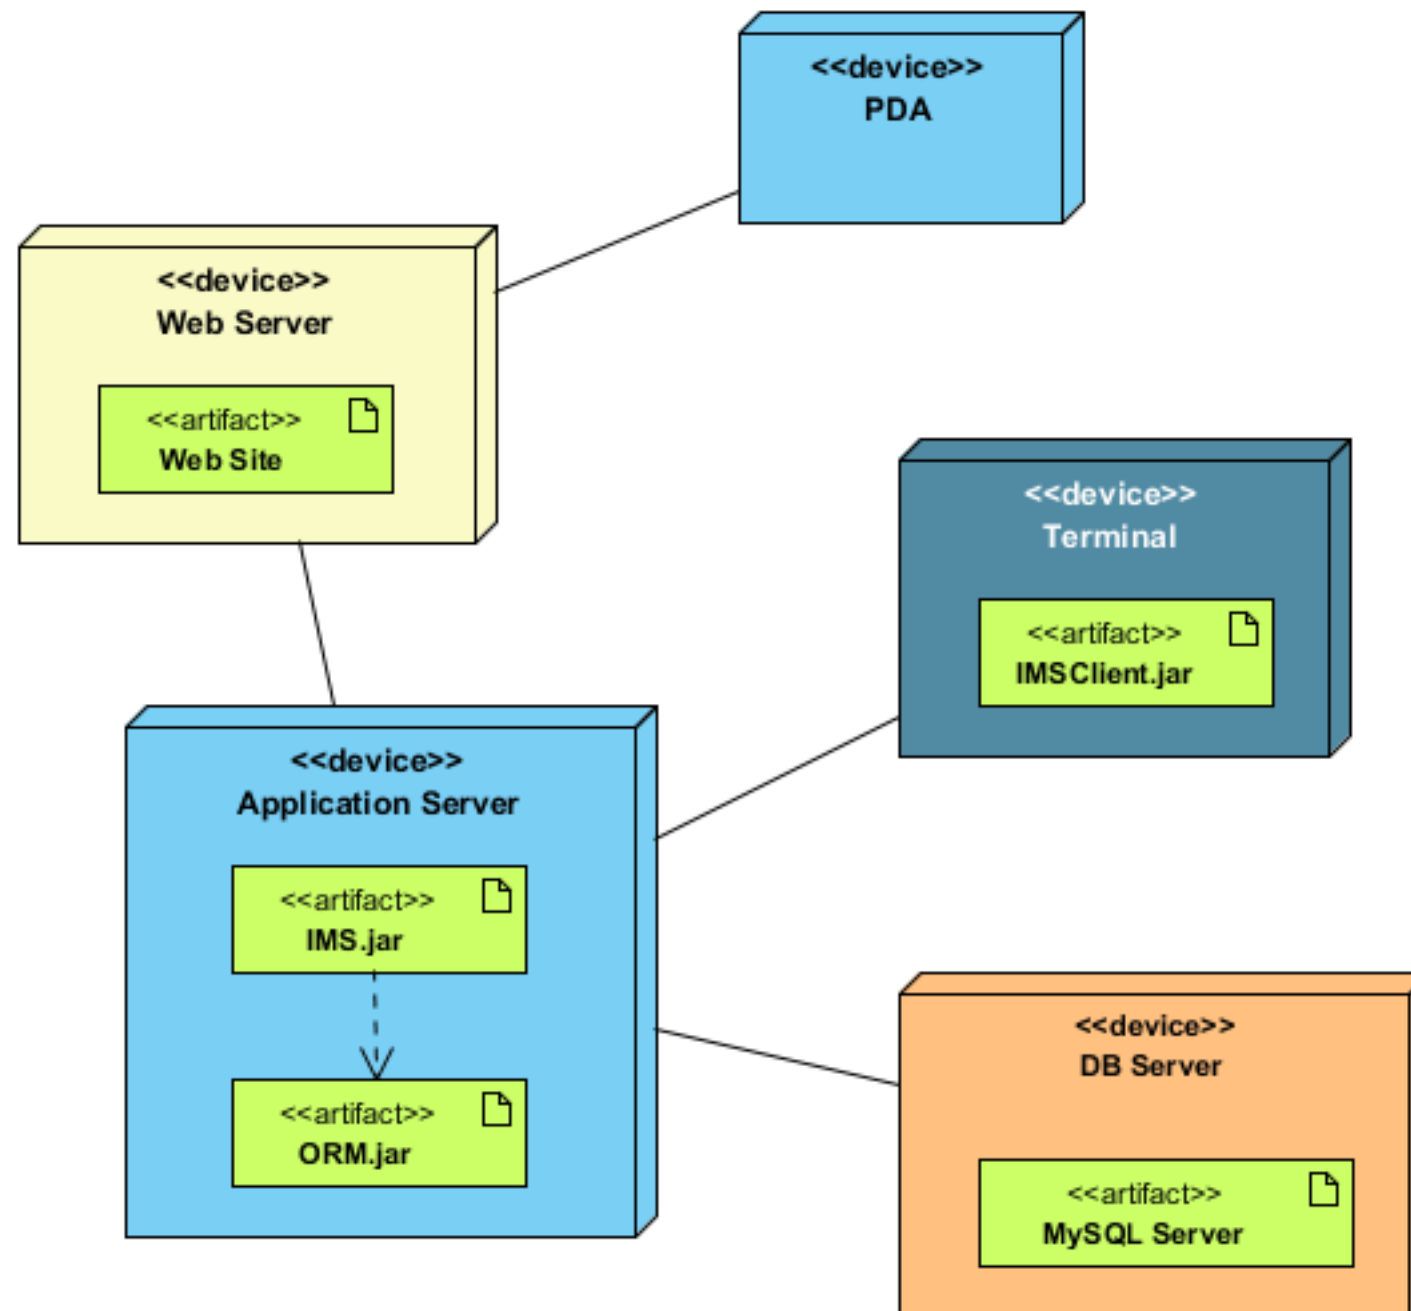 <<device>>
PDA
<<device>>
Web Server
<<artifact>>
Web Site
<<device>>
Terminal
<<artifact>>
IMSClient.jar
<<device>>
Application Server
<<artifact>>
IMS.jar
<<artifact>>
ORM.jar
<<device>>
DB Server
<<artifact>>
MySQL Server